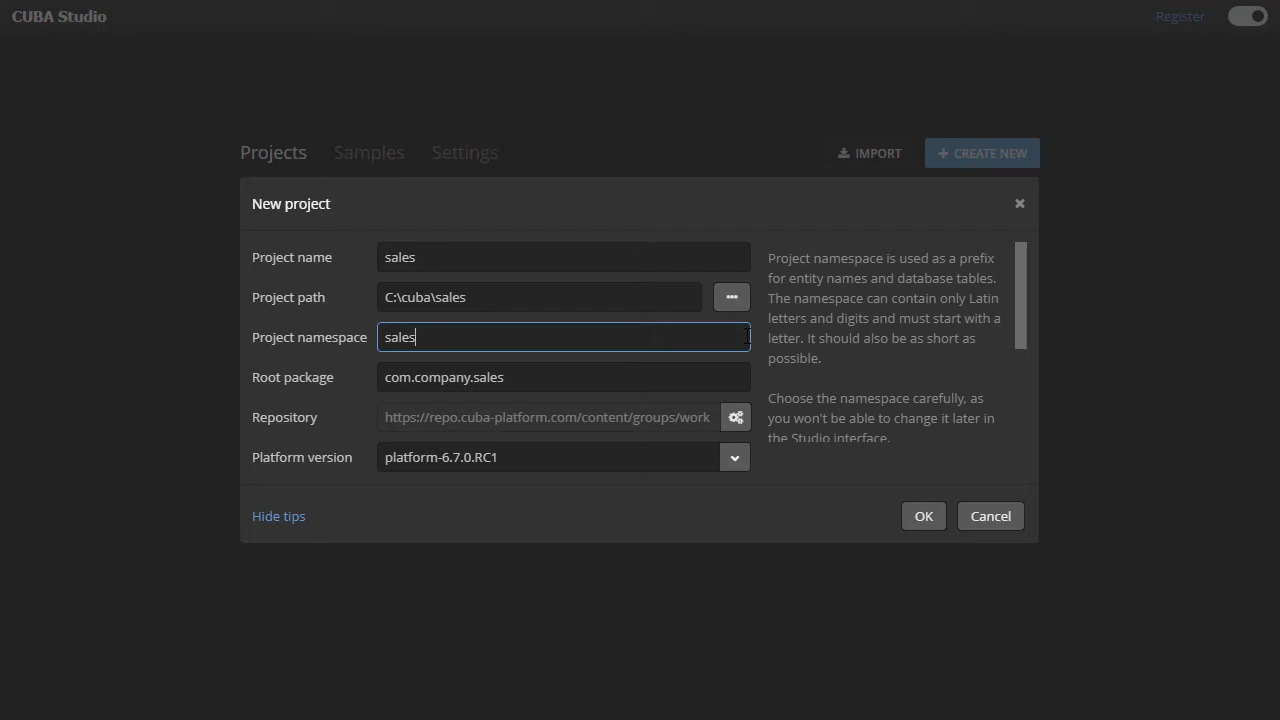 CUBA Studio
Register
Projects Samples Settings IMPORT + CREATE NEW
New project
Project name sales
Project path C:\cuba\sales
Project namespace sales
Root package com.company.sales
Repository https://repo.cuba-platform.com/content/groups/work
Platform version platform-6.7.0.RC1
Project namespace is used as a prefix
for entity names and database tables.
The namespace can contain only Latin
letters and digits and must start with a
letter. It should also be as short as
possible.
Choose the namespace carefully, as
you won't be able to change it later in
the Studio interface.
Hide tips OK Cancel